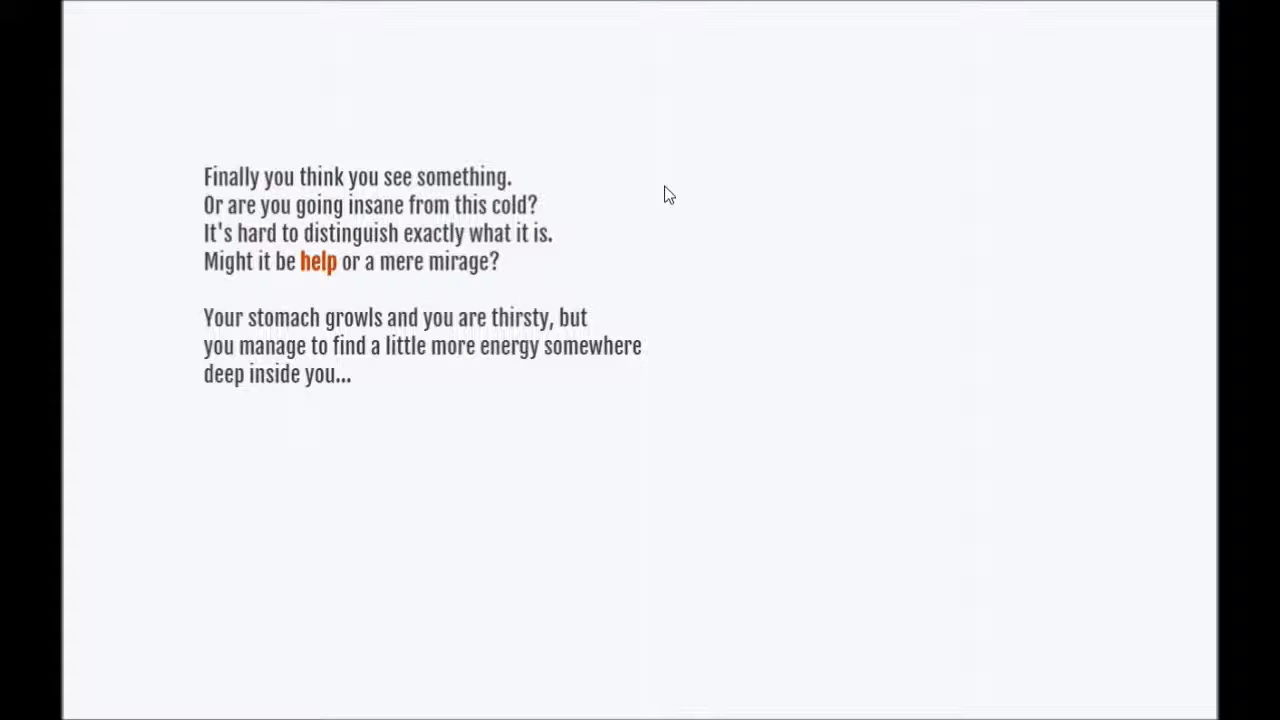 Finally you think you see something.
Or are you going insane from this cold?
It's hard to distinguish exactly what it is.
Might it be help or a mere mirage?
Your stomach growls and you are thirsty, but
you manage to find a little more energy somewhere
deep inside you...